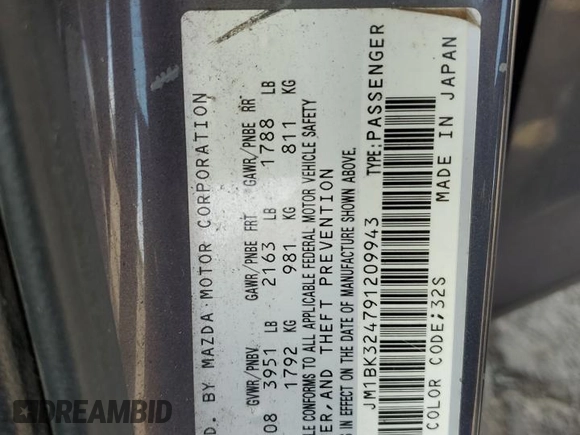 D. BY MAZDA MOTOR CORPORATION
GVWR/PNBV GAWR/PNBE FRT GAWR/PNBE RR
08 3951 LB 2163 LB 1788 LB
1792 KG 981 KG 811 KG
LE CONFORMS TO ALL APPLICABLE FEDERAL MOTOR VEHICLE SAFETY
ER, AND THEFT PREVENTION
IN EFFECT ON THE DATE OF MANUFACTURE SHOWN ABOVE.
JM1BK324791209943 TYPE: PASSENGER
COLOR CODE; 32S MADE IN JAPAN
DREAMBID